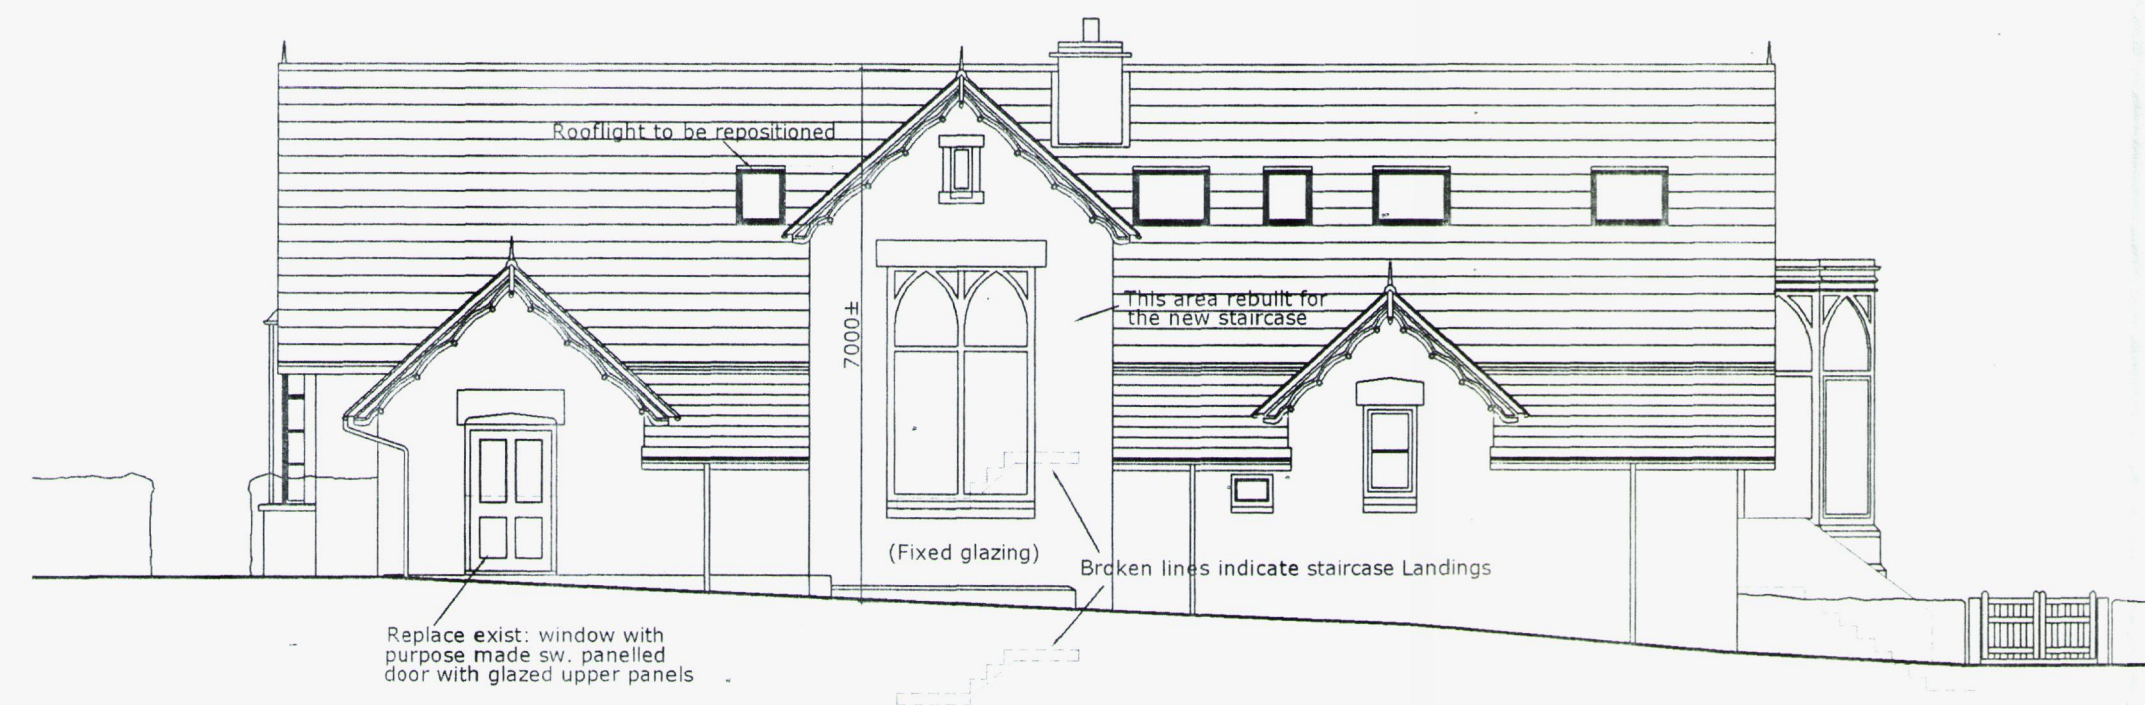 Rooflight to be repositioned
This area rebuilt for
the new staircase
7000±
(Fixed glazing)
Broken lines indicate staircase Landings
Replace exist: window with
purpose made sw. panelled
door with glazed upper panels